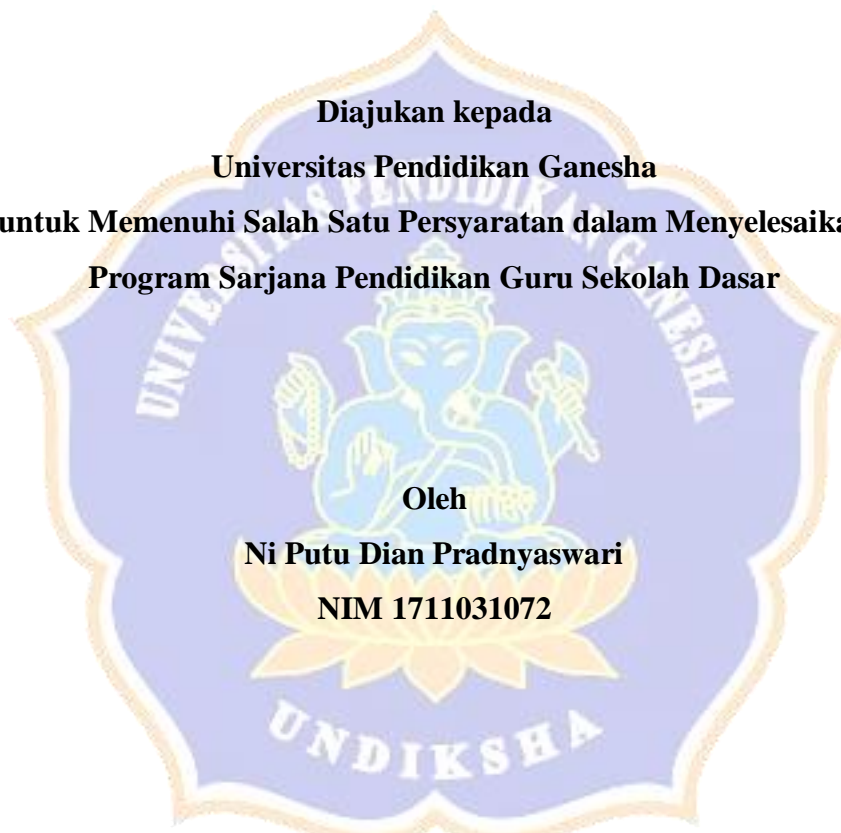 Diajukan kepada
Universitas Pendidikan Ganesha
untuk Memenuhi Salah Satu Persyaratan dalam Menyelesaika
Program Sarjana Pendidikan Guru Sekolah Dasar
UNIVERSITAS PENDIDIKAN GANESHA
Oleh
Ni Putu Dian Pradnyaswari
NIM 1711031072
UNDIKSHA